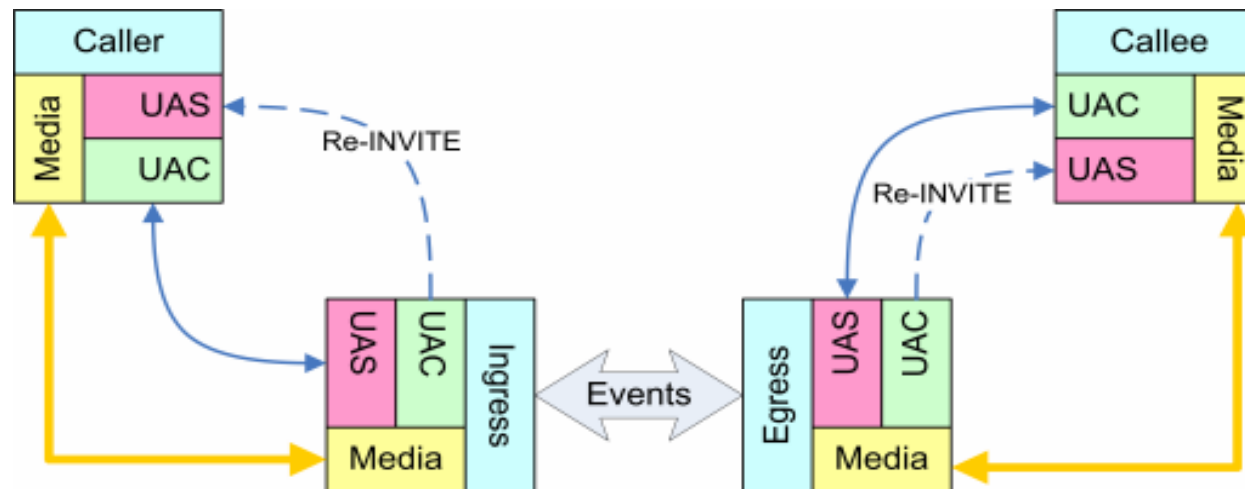 Caller
Media
UAS
UAC
Re-INVITE
Callee
UAC
UAS
Media
Re-INVITE
UAS
UAC
Ingress
Media
Events
Egress
UAS
UAC
Media